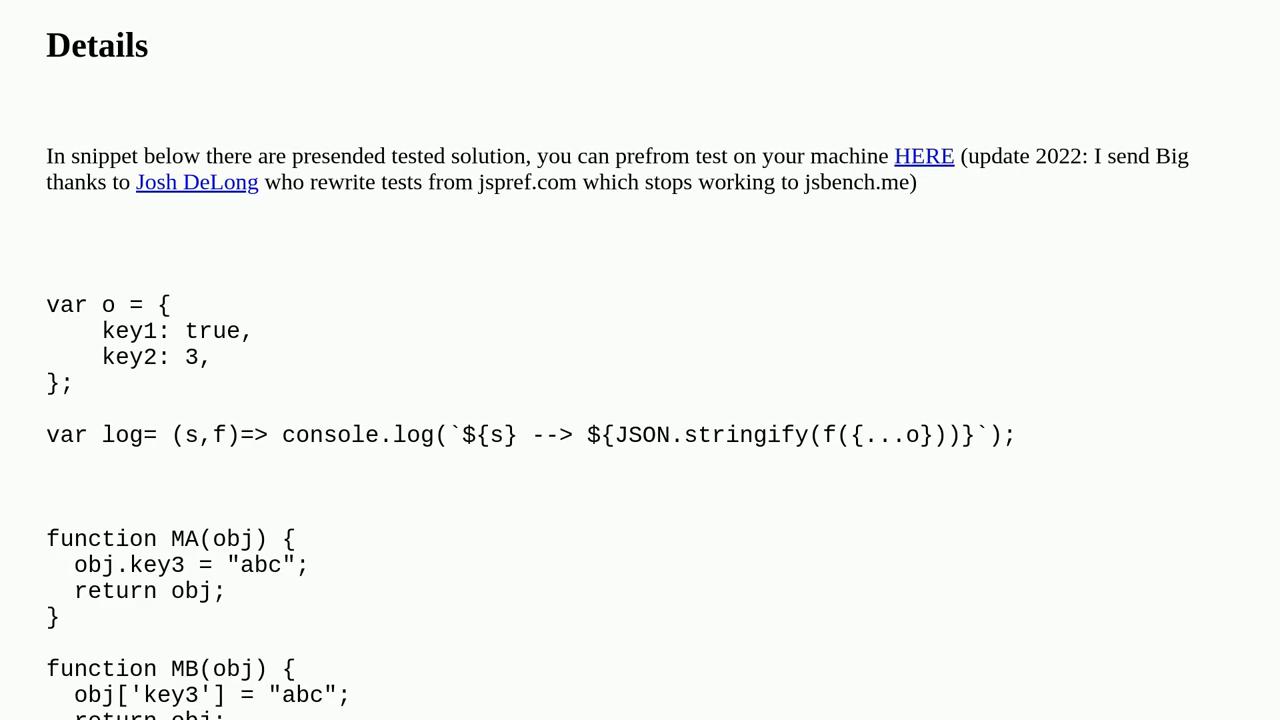 Details
In snippet below there are presended tested solution, you can prefrom test on your machine HERE (update 2022: I send Big
thanks to Josh DeLong who rewrite tests from jspref.com which stops working to jsbench.me)
var o = {
    key1: true,
    key2: 3,
};
var log= (s,f)=> console.log(`${s} --> ${JSON.stringify(f({...o}))}`);
function MA(obj) {
  obj.key3 = "abc";
  return obj;
}
function MB(obj) {
  obj['key3'] = "abc";
  return obj;